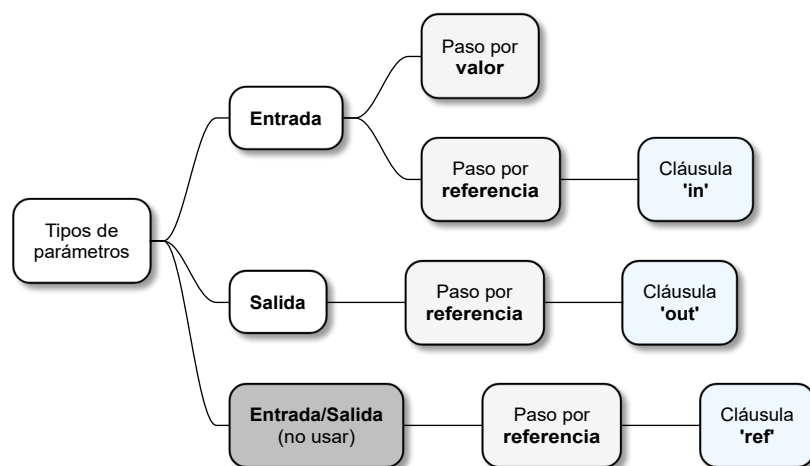 Tipos de
parámetros
Entrada
Paso por
valor
Paso por
referencia
Cláusula
'in'
Salida
Paso por
referencia
Cláusula
'out'
Entrada/Salida
(no usar)
Paso por
referencia
Cláusula
'ref'